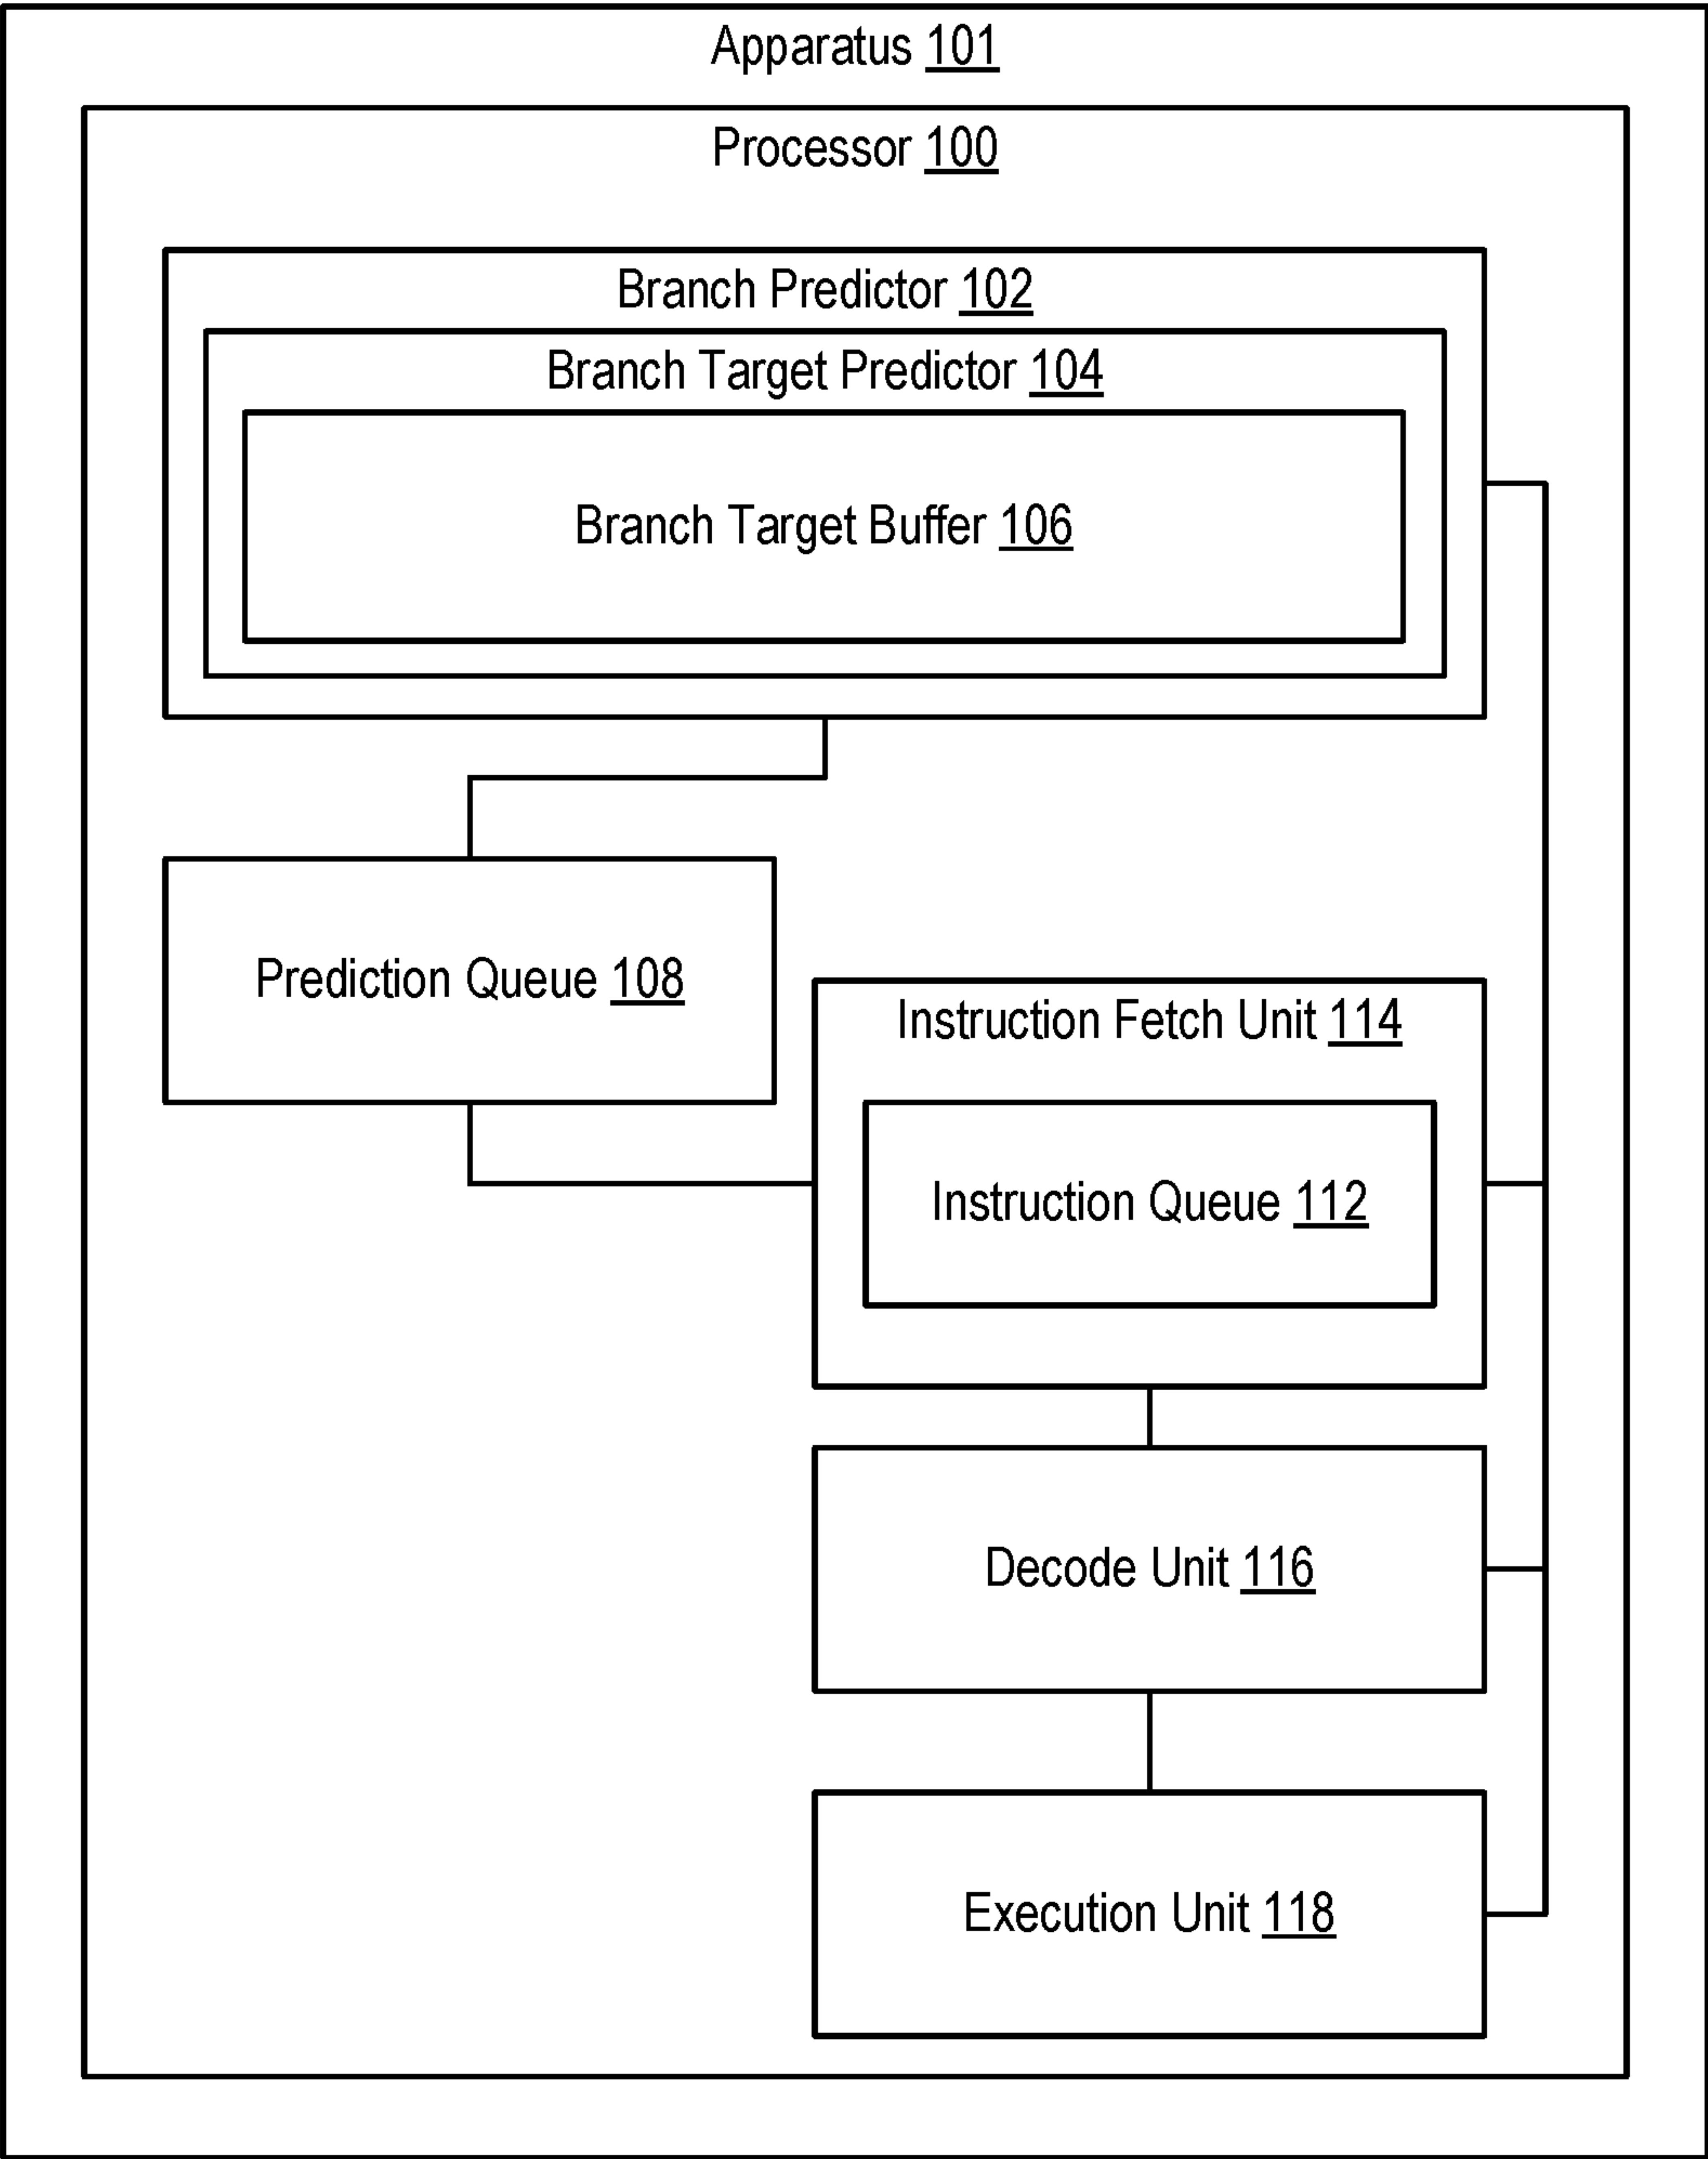 Apparatus 101
Processor 100
Branch Predictor 102
Branch Target Predictor 104
Branch Target Buffer 106
Prediction Queue 108
Instruction Fetch Unit 114
Instruction Queue 112
Decode Unit 116
Execution Unit 118